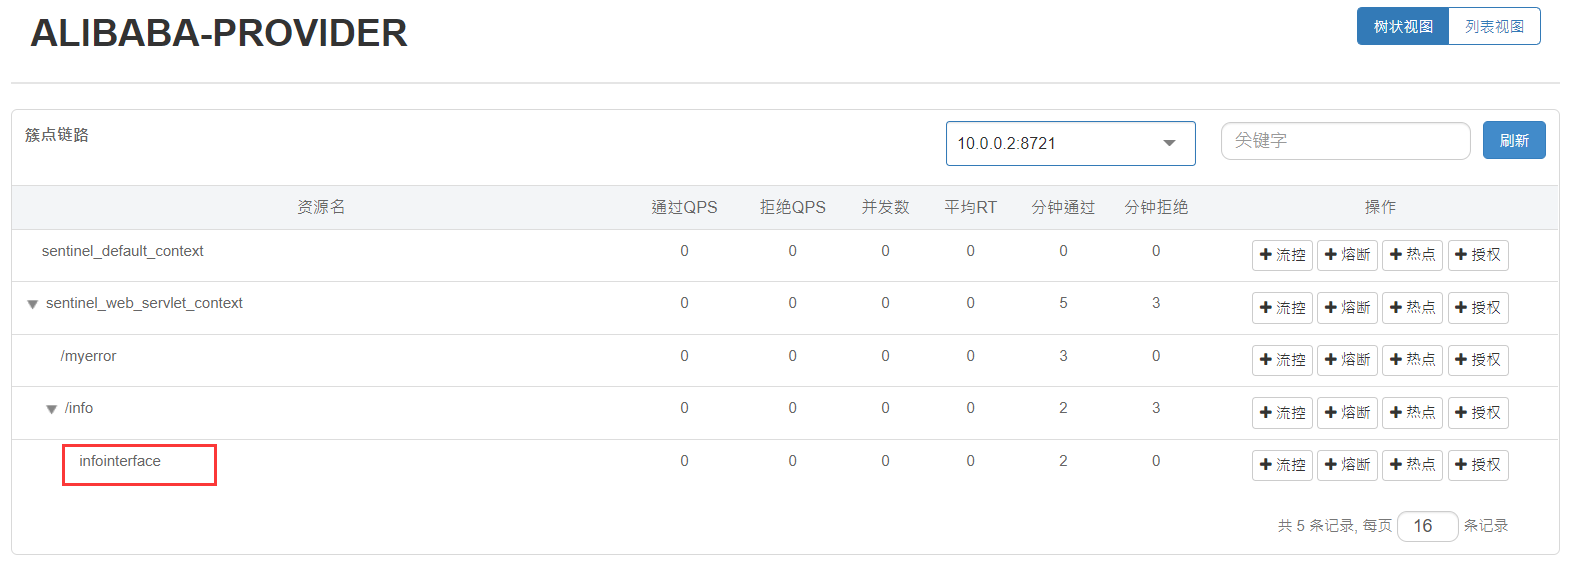 ALIBABA-PROVIDER
树状视图 列表视图
簇点链路 10.0.0.2:8721 关键字 刷新
资源名 通过QPS 拒绝QPS 并发数 平均RT 分钟通过 分钟拒绝 操作
sentinel_default_context 0 0 0 0 0 0 流控 熔断 热点 授权
sentinel_web_servlet_context 0 0 0 0 5 3 流控 熔断 热点 授权
/myerror 0 0 0 0 3 0 流控 熔断 热点 授权
/info 0 0 0 0 2 3 流控 熔断 热点 授权
infointerface 0 0 0 0 2 0 流控 熔断 热点 授权
共 5 条记录, 每页 16 条记录